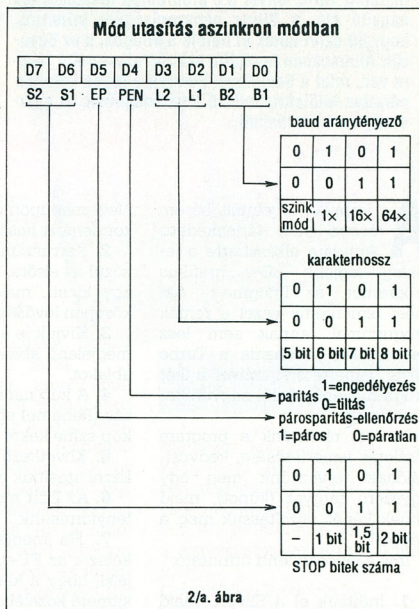 Mód utasítás aszinkron módban
D7 D6 D5 D4 D3 D2 D1 D0
S2 S1 EP PEN L2 L1 B2 B1
baud aránytényező
0 1 0 1
0 0 1 1
szink. mód 1× 16× 64×
karakterhossz
0 1 0 1
0 0 1 1
5 bit 6 bit 7 bit 8 bit
paritás 1=engedélyezés
0=tiltás
párosparitás-ellenőrzés
1=páros 0=páratlan
0 1 0 1
0 0 1 1
– 1 bit 1,5 bit 2 bit
STOP bitek száma
2/a. ábra